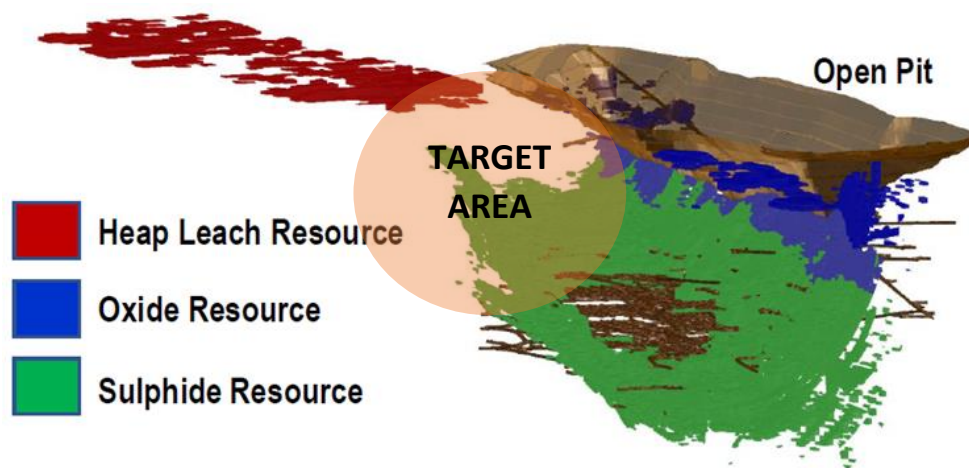 Open Pit
TARGET
AREA
Heap Leach Resource
Oxide Resource
Sulphide Resource